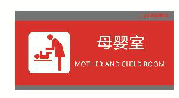 母婴室
MOTHER AND CHILD ROOM